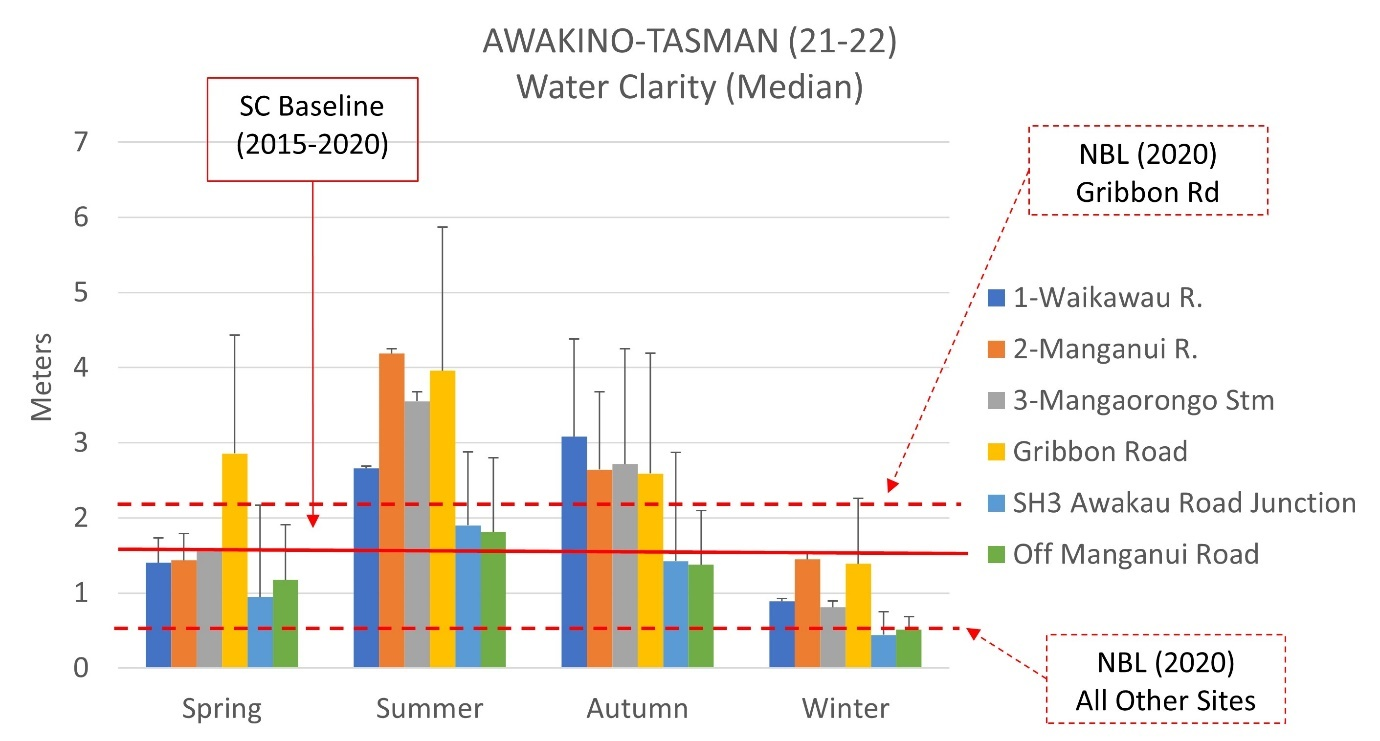 AWAKINO-TASMAN (21-22)
Water Clarity (Median)
SC Baseline
(2015-2020)
NBL (2020)
Gribbon Rd
7
6
5
4
3
2
1
0
Meters
Spring
Summer
Autumn
Winter
1-Waikawau R.
2-Manganui R.
3-Mangaorongo Stm
Gribbon Road
SH3 Awakau Road Junction
Off Manganui Road
NBL (2020)
All Other Sites